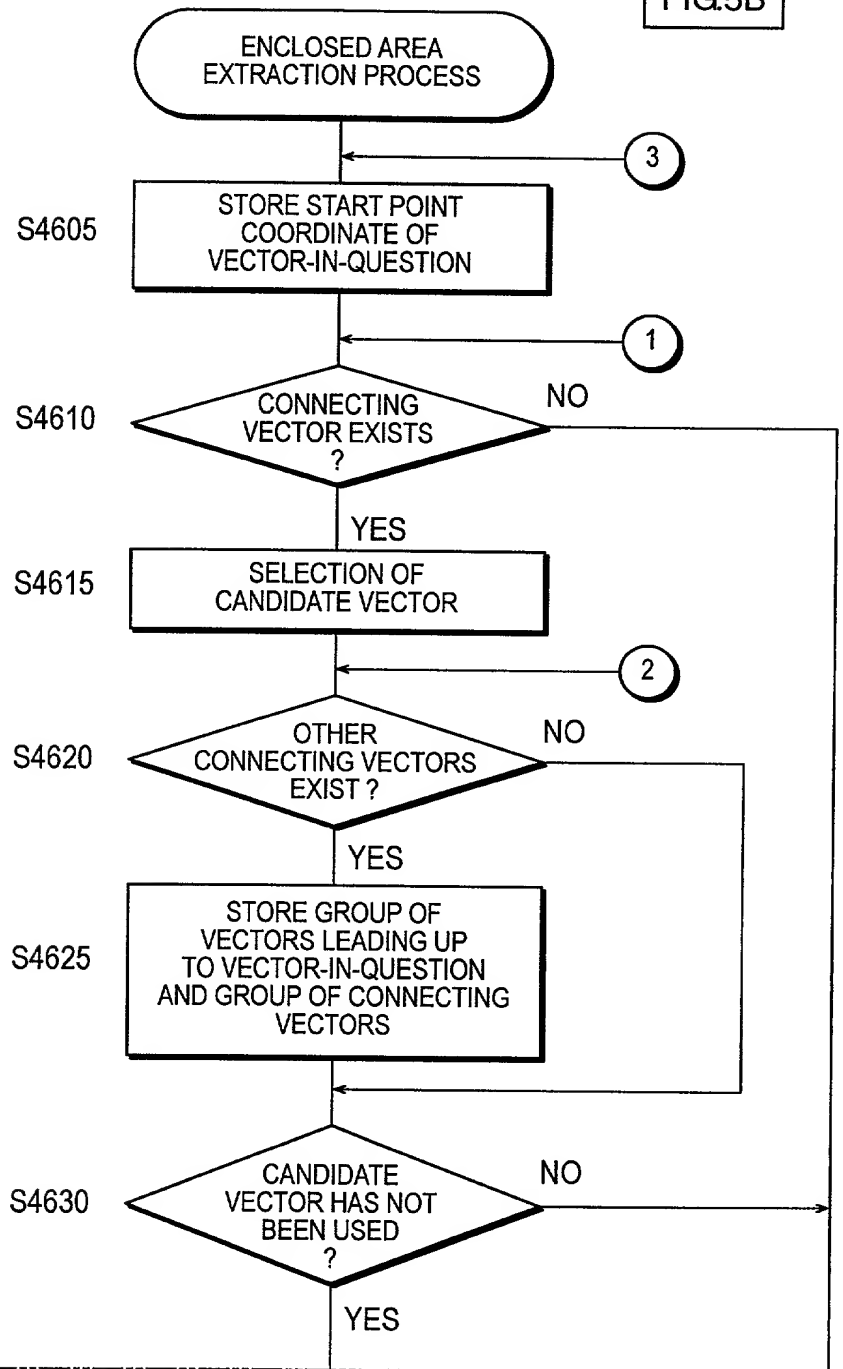 FIG.5B
ENCLOSED AREA
EXTRACTION PROCESS
3
S4605
STORE START POINT
COORDINATE OF
VECTOR-IN-QUESTION
1
S4610
CONNECTING
VECTOR EXISTS
?
NO
YES
S4615
SELECTION OF
CANDIDATE VECTOR
2
S4620
OTHER
CONNECTING VECTORS
EXIST ?
NO
YES
S4625
STORE GROUP OF
VECTORS LEADING UP
TO VECTOR-IN-QUESTION
AND GROUP OF CONNECTING
VECTORS
S4630
CANDIDATE
VECTOR HAS NOT
BEEN USED
?
NO
YES